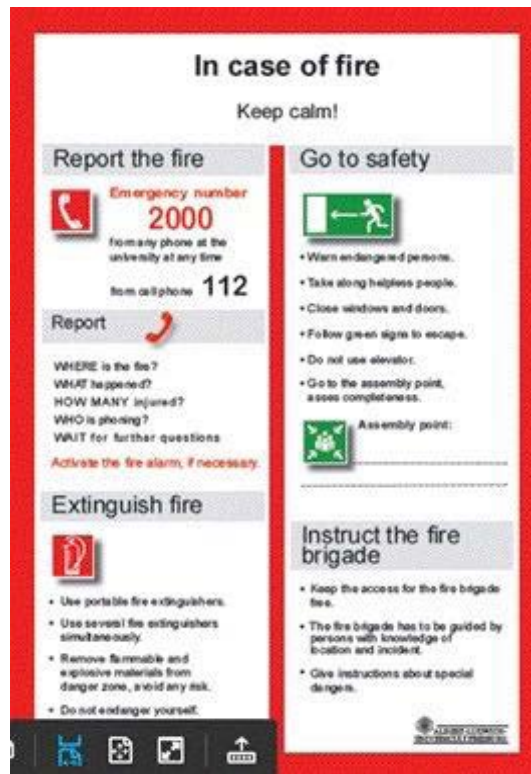 In case of fire
Keep calm!
Report the fire
Emergency number
2000
from any phone at the
university at any time
from cell phone 112
Report
WHERE is the fire?
WHAT happened?
HOW MANY injured?
WHO is phoning?
WAIT for further questions
Activate the fire alarm, if necessary.
Extinguish fire
• Use portable fire extinguishers.
• Use several fire extinguishers
simultaneously.
• Remove flammable and
explosive materials from
danger zone, avoid any risk.
• Do not endanger yourself.
Go to safety
• Warn endangered persons.
• Take along helpless people.
• Close windows and doors.
• Follow green signs to escape.
• Do not use elevator.
• Go to the assembly point,
asses completeness.
Assembly point:
Instruct the fire
brigade
• Keep the access for the fire brigade
free.
• The fire brigade has to be guided by
persons with knowledge of
location and incident.
• Give instructions about special
dangers.